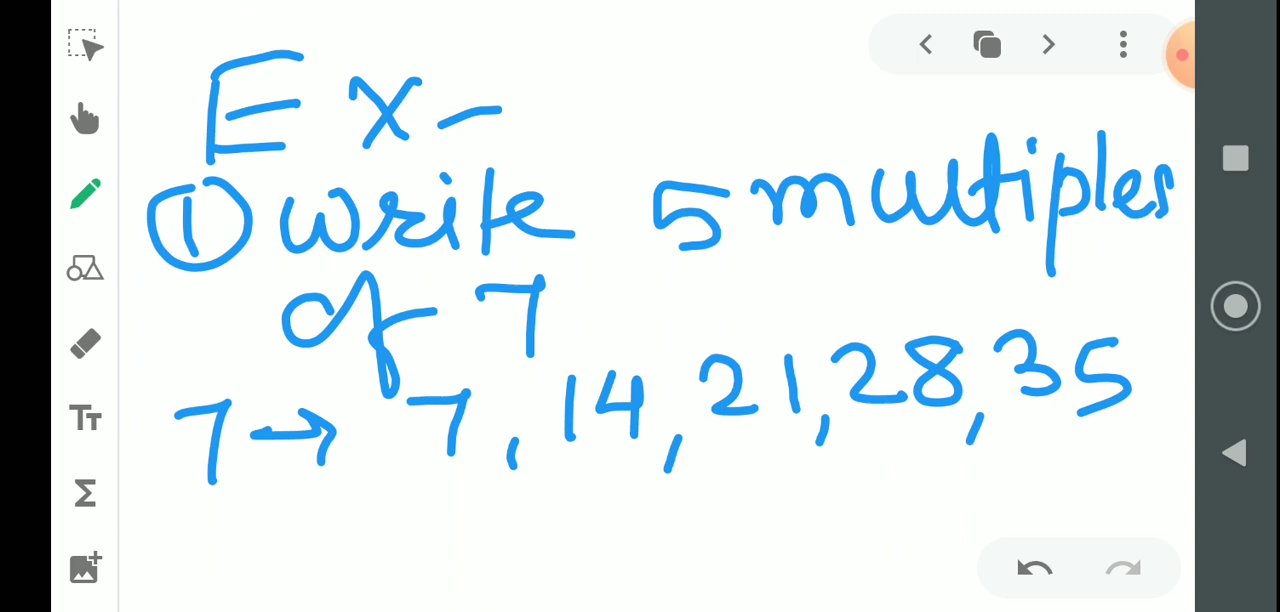 Ex-
① write 5 multiples
of 7
7 → 7, 14, 21, 28, 35